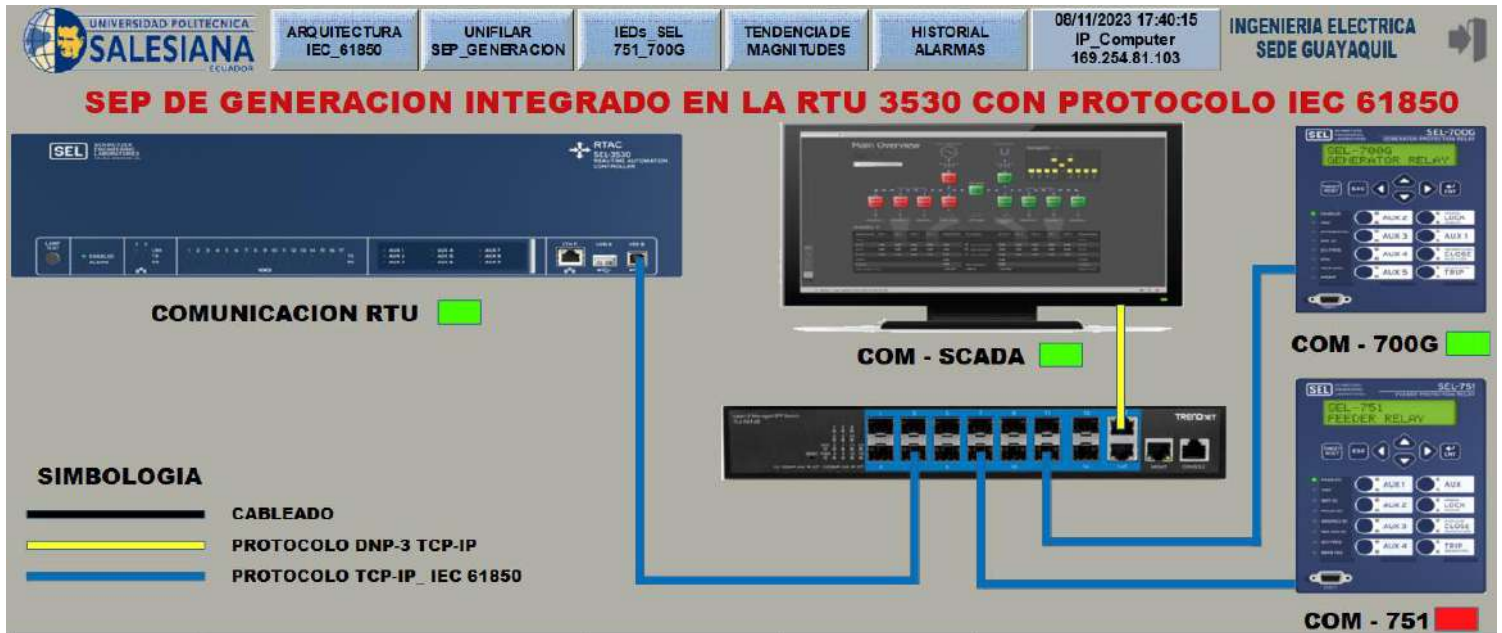 UNIVERSIDAD POLITECNICA
SALESIANA
ECUADOR
ARQUITECTURA
IEC_61850
UNIFILAR
SEP_GENERACION
IEDs_SEL
751_700G
TENDENCIA DE
MAGNITUDES
HISTORIAL
ALARMAS
08/11/2023 17:40:15
IP_Computer
169.254.81.103
INGENIERIA ELECTRICA
SEDE GUAYAQUIL
SEP DE GENERACION INTEGRADO EN LA RTU 3530 CON PROTOCOLO IEC 61850
SEL
RTAC
SEL-3530
COMUNICACION RTU
Main Overview
COM - SCADA
SEL
SEL-700G
SEL-700G
GENERATOR RELAY
AUX 2
LOCK
AUX 3
AUX 1
AUX 4
CLOSE
AUX 5
TRIP
COM - 700G
TRENDNET
SEL
SEL-751
SEL-751
FEEDER RELAY
AUX 1
AUX
AUX 2
LOCK
AUX 3
CLOSE
AUX 4
TRIP
COM - 751
SIMBOLOGIA
CABLEADO
PROTOCOLO DNP-3 TCP-IP
PROTOCOLO TCP-IP_ IEC 61850